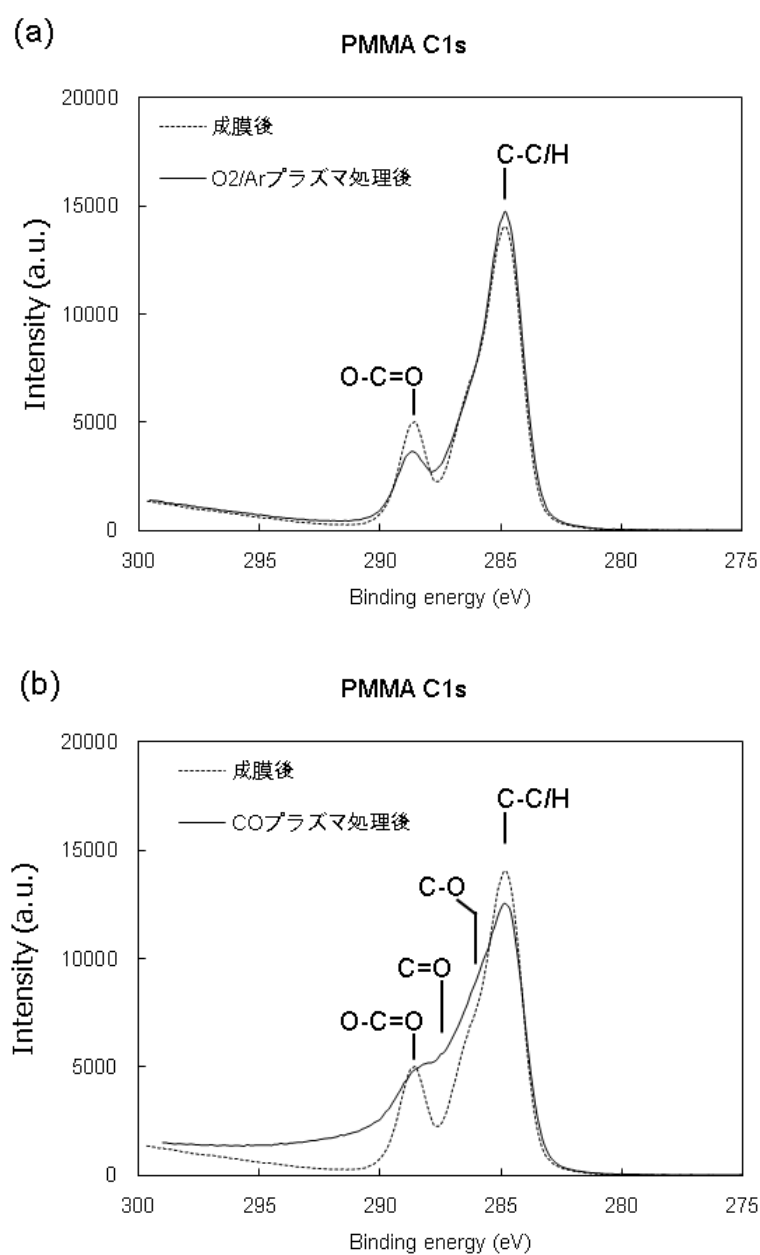 (a)
PMMA C1s
20000
成膜後
C-C/H
O2/Arプラズマ処理後
15000
Intensity (a.u.)
10000
O-C=O
5000
0
300 295 290 285 280 275
Binding energy (eV)
(b)
PMMA C1s
20000
成膜後
C-C/H
COプラズマ処理後
15000
C-O
Intensity (a.u.)
10000
C=O
O-C=O
5000
0
300 295 290 285 280 275
Binding energy (eV)